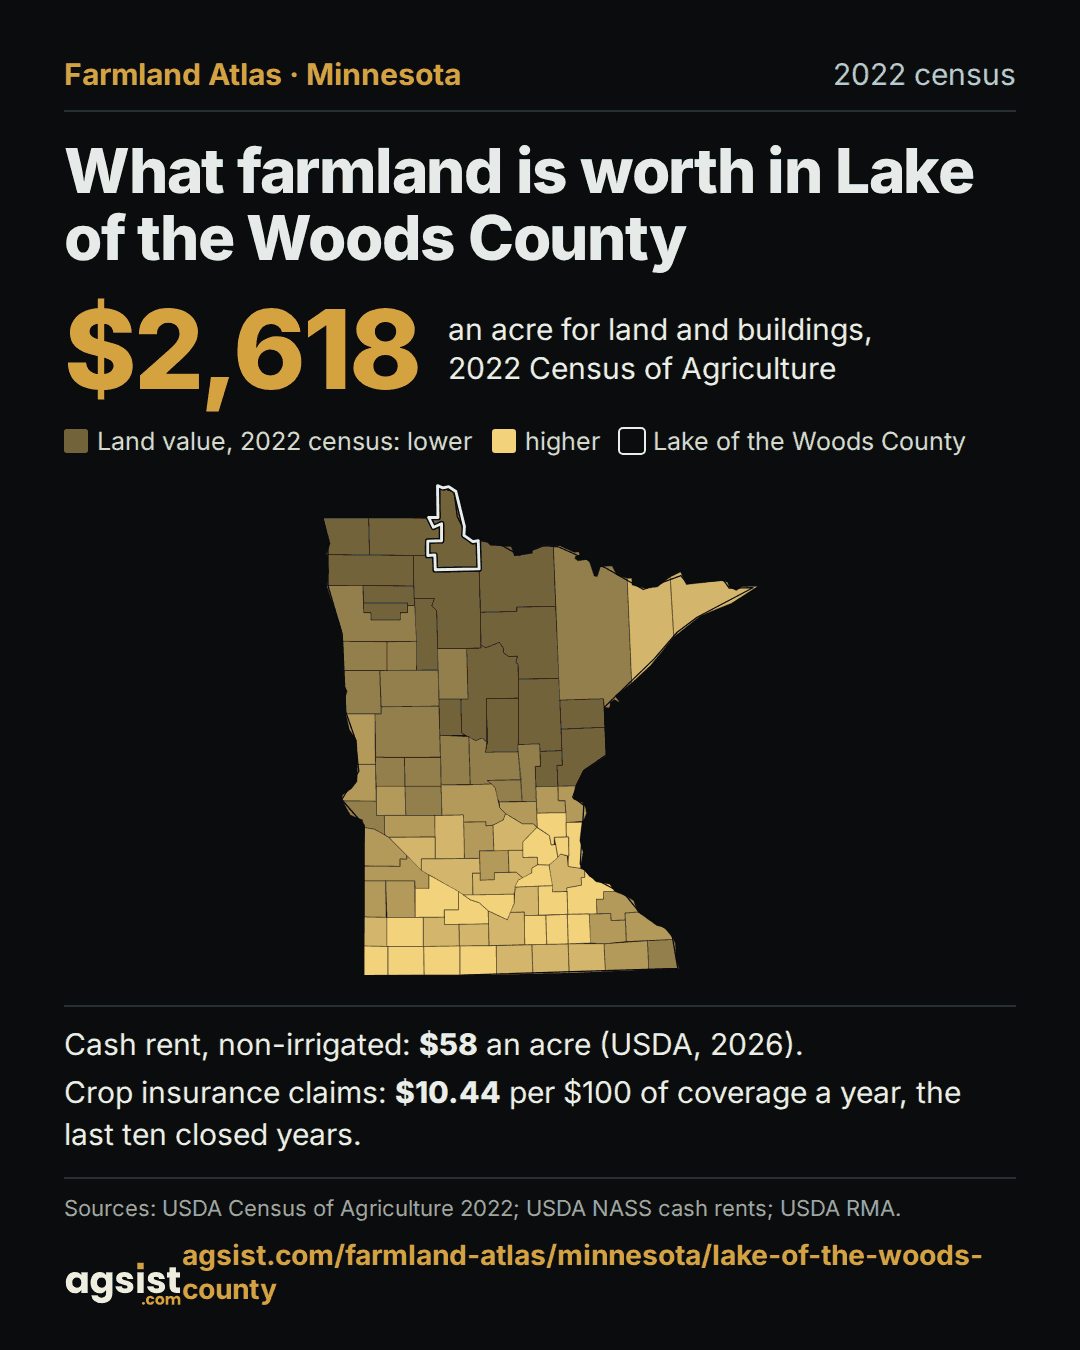 Farmland Atlas · Minnesota
2022 census
What farmland is worth in Lake
of the Woods County
$2,618
an acre for land and buildings,
2022 Census of Agriculture
Land value, 2022 census: lower
higher
Lake of the Woods County
Cash rent, non-irrigated: $58 an acre (USDA, 2026).
Crop insurance claims: $10.44 per $100 of coverage a year, the
last ten closed years.
Sources: USDA Census of Agriculture 2022; USDA NASS cash rents; USDA RMA.
agsist.com
agsist.com/farmland-atlas/minnesota/lake-of-the-woods-
county